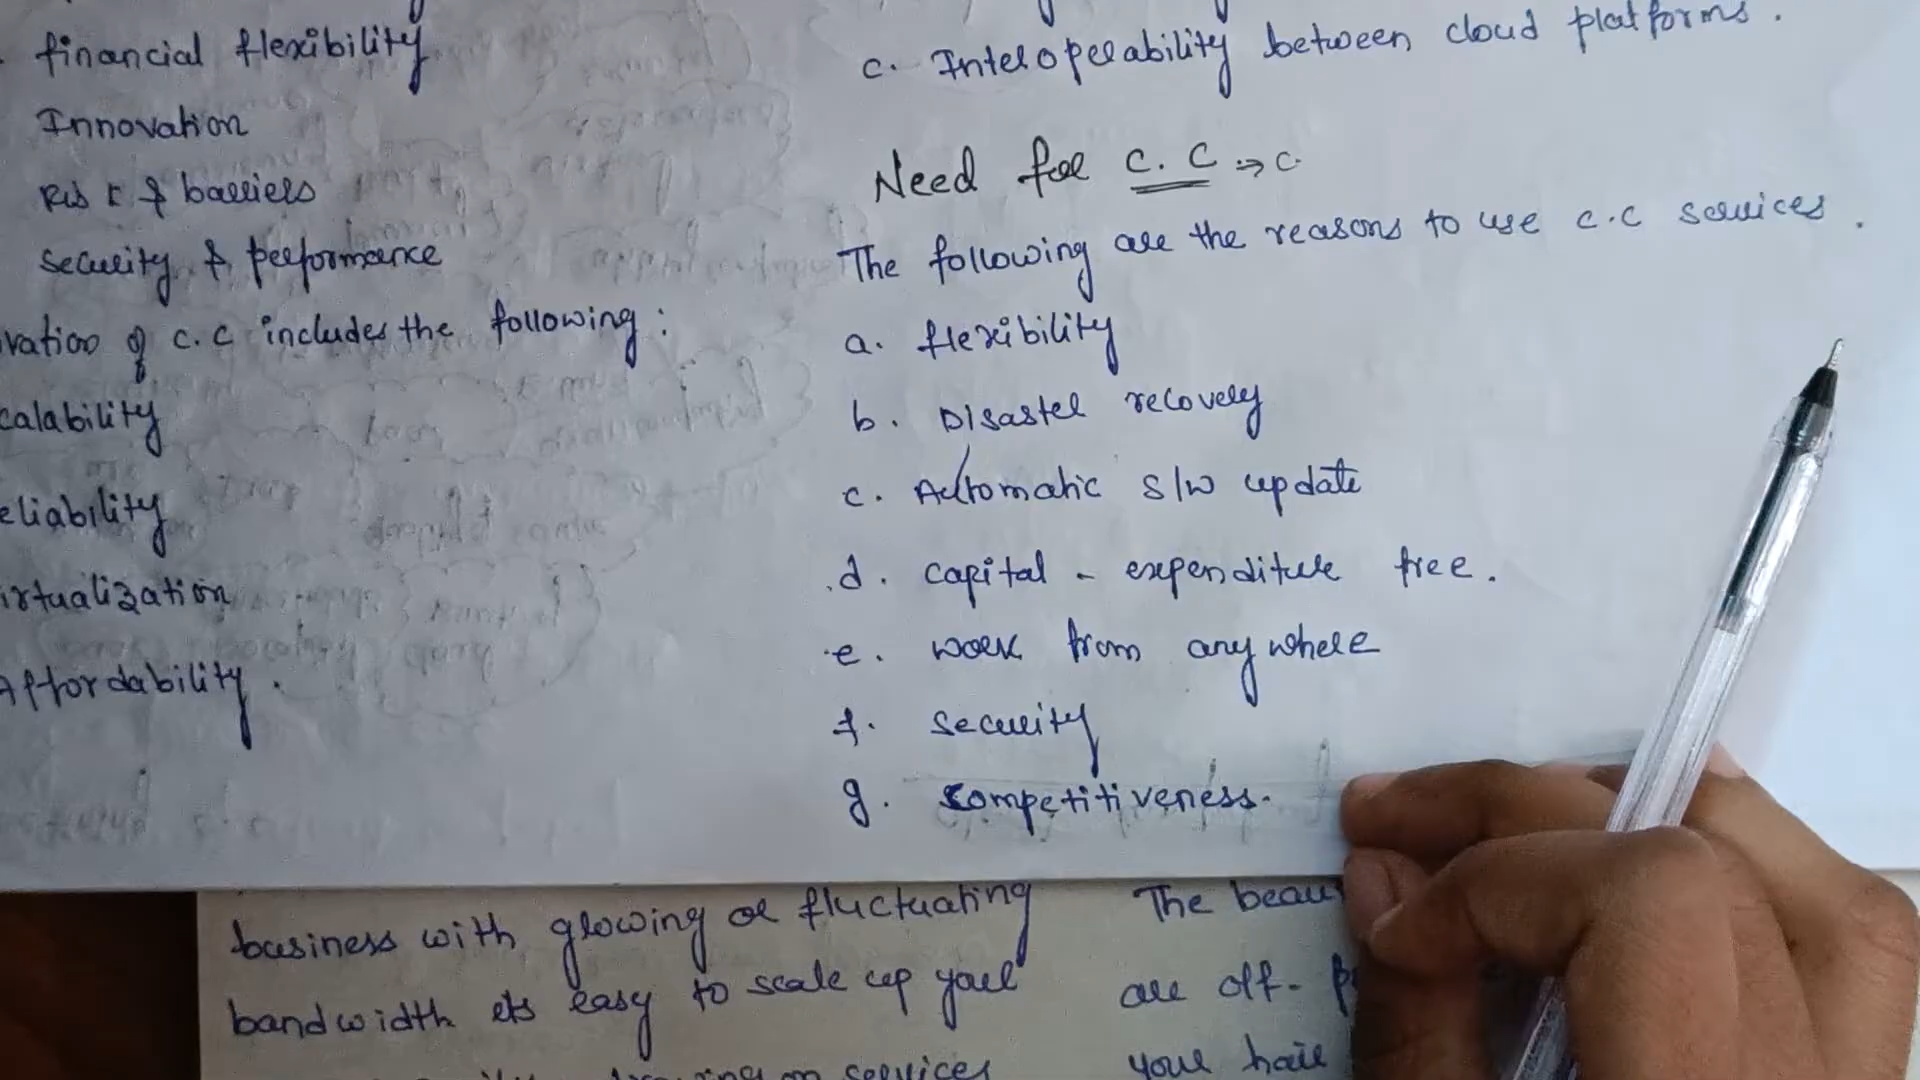 financial flexibility
Innovation
Risk & barriers
Security & performance
vation of c.c includes the following :
calability
eliability
irtualization
Affordability .
c. Interoperability between cloud platforms .
Need for c.c => c.
The following are the reasons to use c.c services .
a. flexibility
b. Disaster recovery
c. Automatic s/w update
d. capital - expenditure free .
e. work from anywhere
f. security
g. competitiveness.
business with growing or fluctuating
bandwidth its easy to scale up your
services
The beau
are off-
your hair